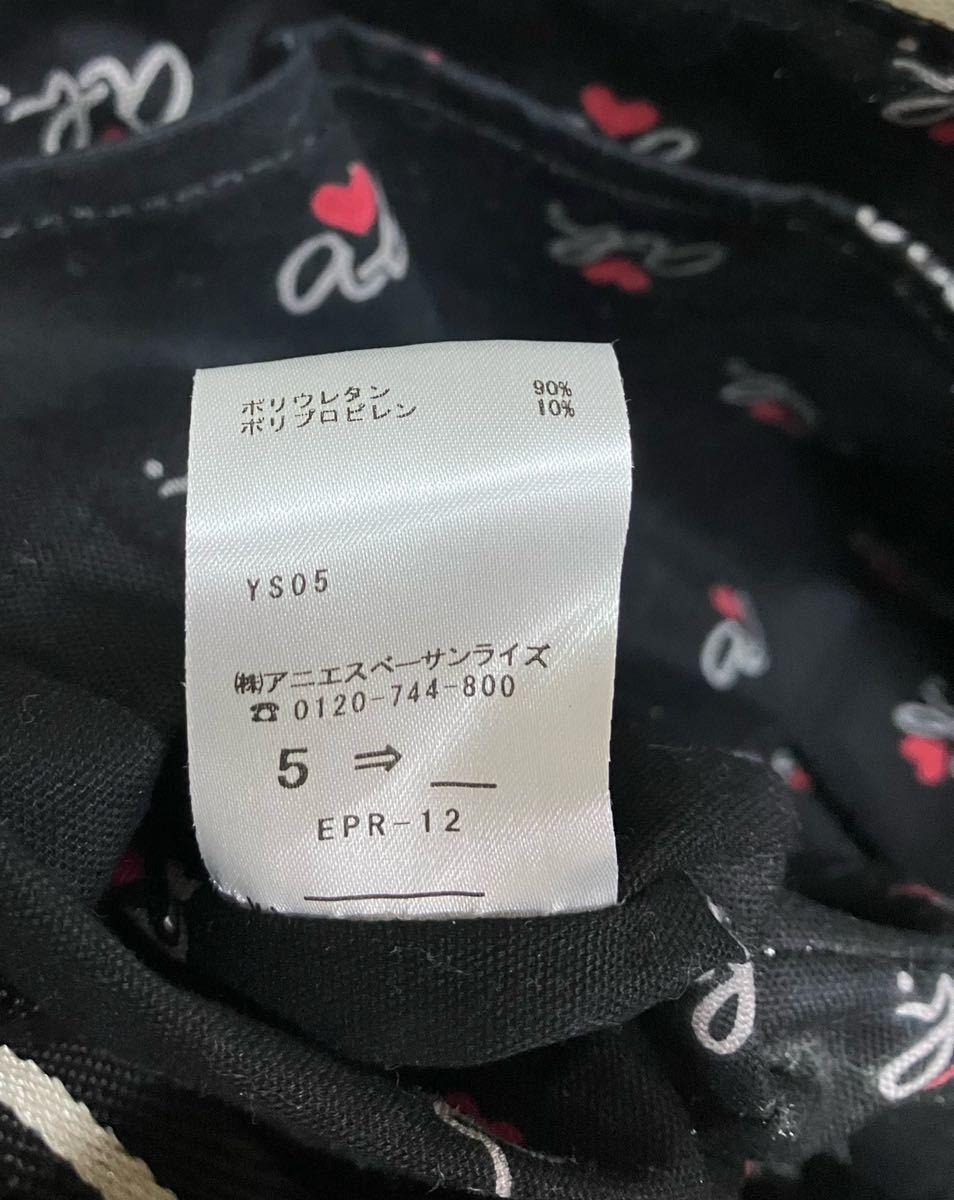 ポリウレタン 90%
ポリプロピレン 10%
YS05
㈱アニエスベーサンライズ
☎ 0120-744-800
5 ⇒ __
EPR-12